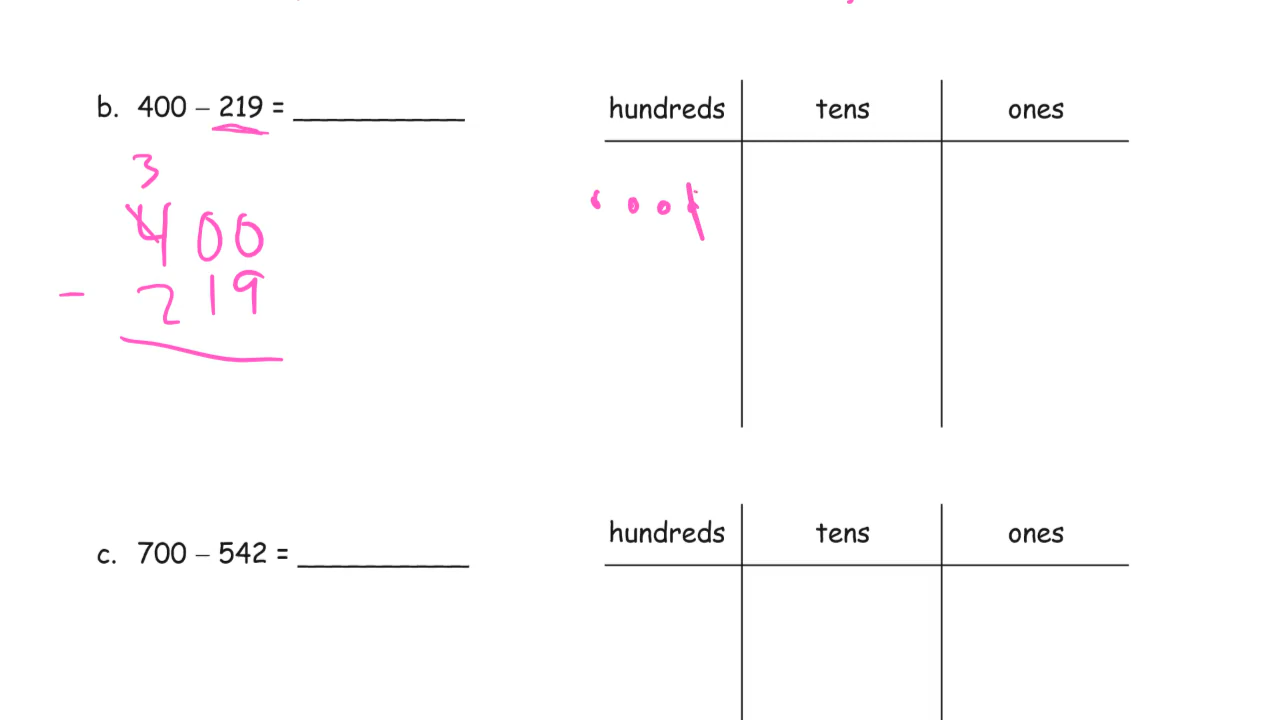 b. 400 – 219 = ___________
hundreds tens ones
3
400
- 219
c. 700 – 542 = ___________
hundreds tens ones